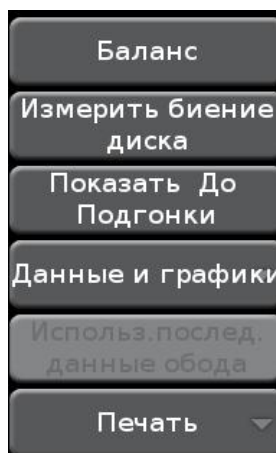 Баланс
Измерить биение
диска
Показать До
Подгонки
Данные и графики
Использ.послед.
данные обода
Печать